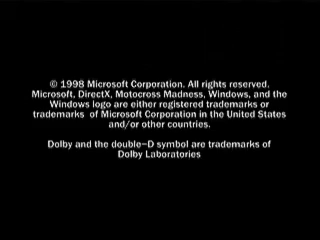 © 1998 Microsoft Corporation. All rights reserved.
Microsoft, DirectX, Motocross Madness, Windows, and the
Windows logo are either registered trademarks or
trademarks of Microsoft Corporation in the United States
and/or other countries.
Dolby and the double-D symbol are trademarks of
Dolby Laboratories